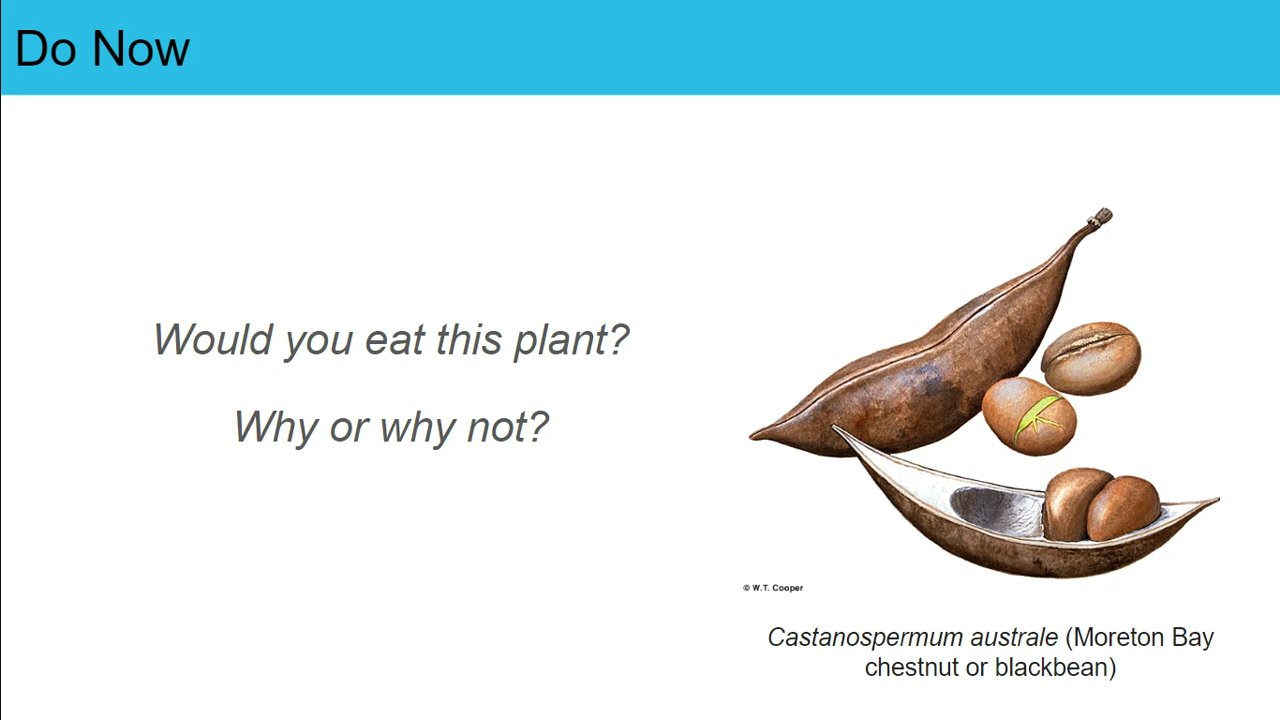 Do Now
Would you eat this plant?
Why or why not?
© W.T. Cooper
Castanospermum australe (Moreton Bay
chestnut or blackbean)